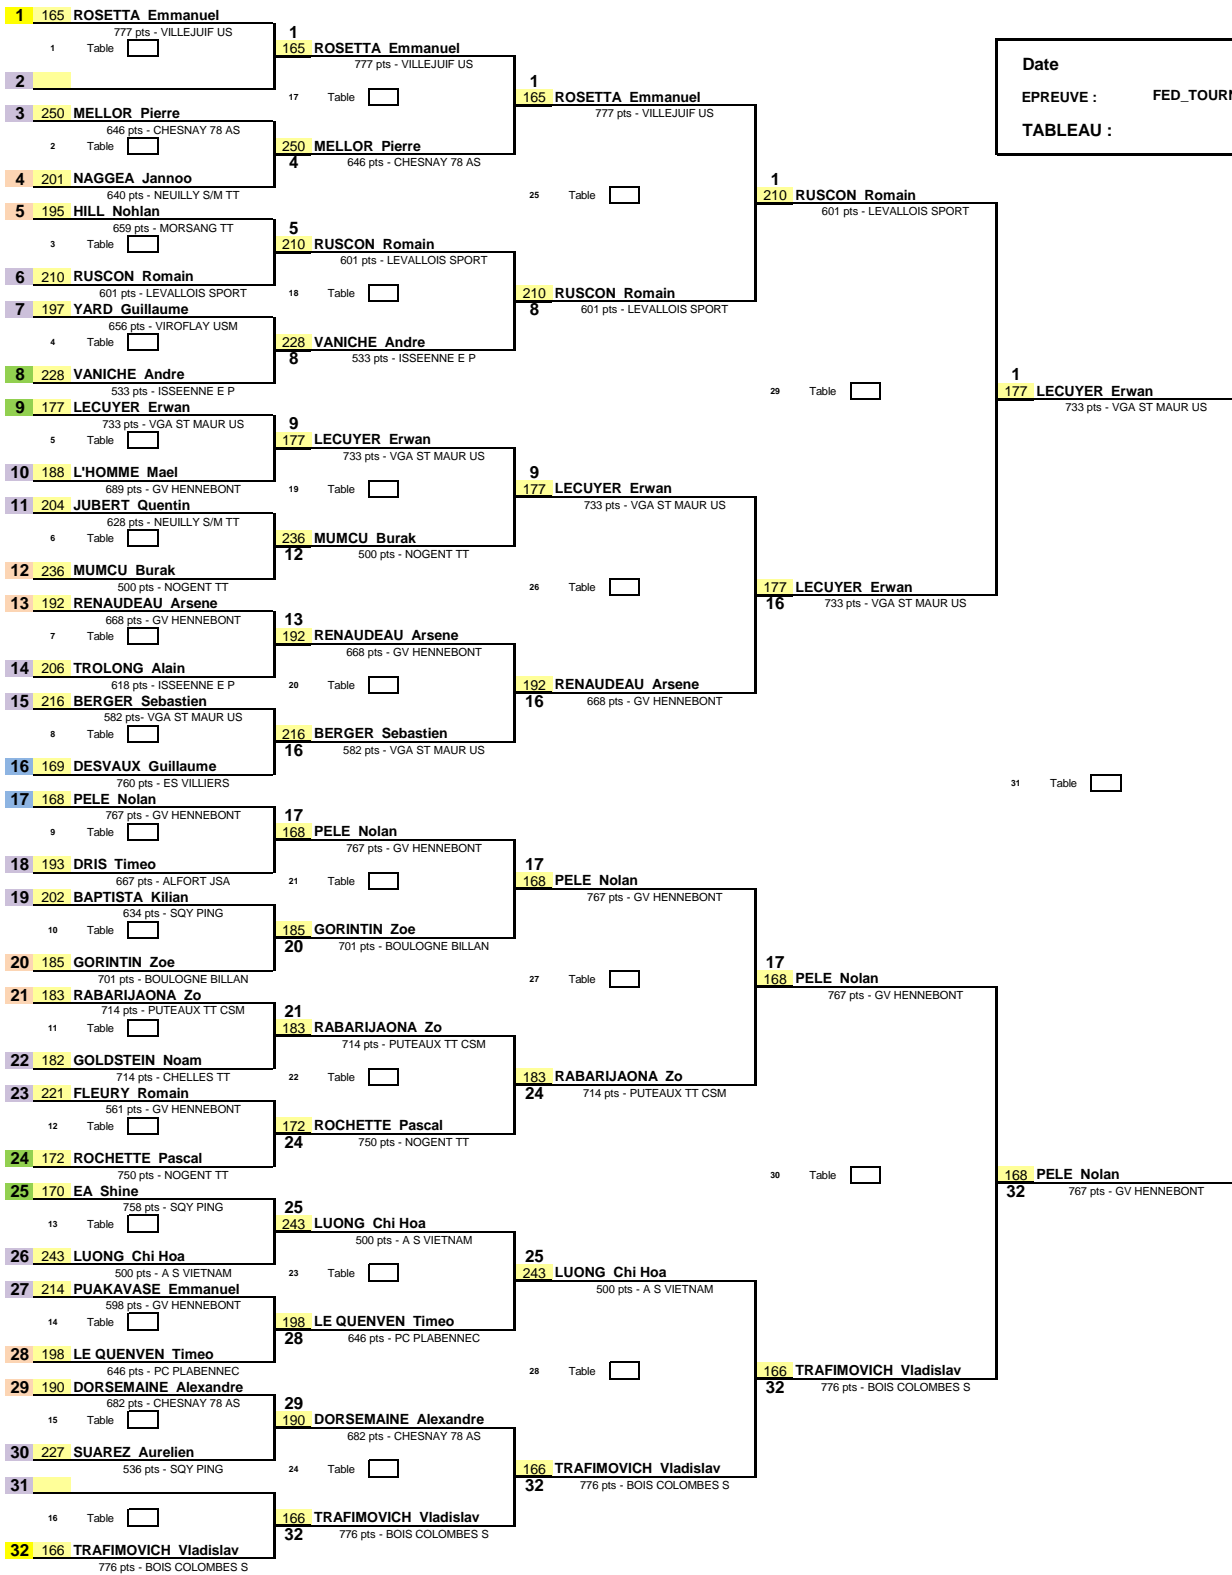 1 165 ROSETTA Emmanuel
777 pts - VILLEJUIF US
1 Table
2
3 250 MELLOR Pierre
646 pts - CHESNAY 78 AS
2 Table
4 201 NAGGEA Jannoo
640 pts - NEUILLY S/M TT
5 195 HILL Nohlan
659 pts - MORSANG TT
3 Table
6 210 RUSCON Romain
601 pts - LEVALLOIS SPORT
7 197 YARD Guillaume
656 pts - VIROFLAY USM
4 Table
8 228 VANICHE Andre
533 pts - ISSEENNE E P
9 177 LECUYER Erwan
733 pts - VGA ST MAUR US
5 Table
10 188 L'HOMME Mael
689 pts - GV HENNEBONT
11 204 JUBERT Quentin
628 pts - NEUILLY S/M TT
6 Table
12 236 MUMCU Burak
500 pts - NOGENT TT
13 192 RENAUDEAU Arsene
668 pts - GV HENNEBONT
7 Table
14 206 TROLONG Alain
618 pts - ISSEENNE E P
15 216 BERGER Sebastien
582 pts- VGA ST MAUR US
8 Table
16 169 DESVAUX Guillaume
760 pts - ES VILLIERS
17 168 PELE Nolan
767 pts - GV HENNEBONT
9 Table
18 193 DRIS Timeo
667 pts - ALFORT JSA
19 202 BAPTISTA Kilian
634 pts - SQY PING
10 Table
20 185 GORINTIN Zoe
701 pts - BOULOGNE BILLAN
21 183 RABARIJAONA Zo
714 pts - PUTEAUX TT CSM
11 Table
22 182 GOLDSTEIN Noam
714 pts - CHELLES TT
23 221 FLEURY Romain
561 pts - GV HENNEBONT
12 Table
24 172 ROCHETTE Pascal
750 pts - NOGENT TT
25 170 EA Shine
758 pts - SQY PING
13 Table
26 243 LUONG Chi Hoa
500 pts - A S VIETNAM
27 214 PUAKAVASE Emmanuel
598 pts - GV HENNEBONT
14 Table
28 198 LE QUENVEN Timeo
646 pts - PC PLABENNEC
29 190 DORSEMAINE Alexandre
682 pts - CHESNAY 78 AS
15 Table
30 227 SUAREZ Aurelien
536 pts - SQY PING
31
16 Table
32 166 TRAFIMOVICH Vladislav
776 pts - BOIS COLOMBES S
1
165 ROSETTA Emmanuel
777 pts - VILLEJUIF US
17 Table
250 MELLOR Pierre
4 646 pts - CHESNAY 78 AS
5
210 RUSCON Romain
601 pts - LEVALLOIS SPORT
18 Table
228 VANICHE Andre
8 533 pts - ISSEENNE E P
9
177 LECUYER Erwan
733 pts - VGA ST MAUR US
19 Table
236 MUMCU Burak
12 500 pts - NOGENT TT
13
192 RENAUDEAU Arsene
668 pts - GV HENNEBONT
20 Table
216 BERGER Sebastien
16 582 pts - VGA ST MAUR US
17
168 PELE Nolan
767 pts - GV HENNEBONT
21 Table
185 GORINTIN Zoe
20 701 pts - BOULOGNE BILLAN
21
183 RABARIJAONA Zo
714 pts - PUTEAUX TT CSM
22 Table
172 ROCHETTE Pascal
24 750 pts - NOGENT TT
25
243 LUONG Chi Hoa
500 pts - A S VIETNAM
23 Table
198 LE QUENVEN Timeo
28 646 pts - PC PLABENNEC
29
190 DORSEMAINE Alexandre
682 pts - CHESNAY 78 AS
24 Table
166 TRAFIMOVICH Vladislav
32 776 pts - BOIS COLOMBES S
1
165 ROSETTA Emmanuel
777 pts - VILLEJUIF US
25 Table
210 RUSCON Romain
8 601 pts - LEVALLOIS SPORT
9
177 LECUYER Erwan
733 pts - VGA ST MAUR US
26 Table
192 RENAUDEAU Arsene
16 668 pts - GV HENNEBONT
17
168 PELE Nolan
767 pts - GV HENNEBONT
27 Table
183 RABARIJAONA Zo
24 714 pts - PUTEAUX TT CSM
25
243 LUONG Chi Hoa
500 pts - A S VIETNAM
28 Table
166 TRAFIMOVICH Vladislav
32 776 pts - BOIS COLOMBES S
1
210 RUSCON Romain
601 pts - LEVALLOIS SPORT
29 Table
177 LECUYER Erwan
16 733 pts - VGA ST MAUR US
17
168 PELE Nolan
767 pts - GV HENNEBONT
30 Table
166 TRAFIMOVICH Vladislav
32 776 pts - BOIS COLOMBES S
Date
EPREUVE : FED_TOURN
TABLEAU :
1
177 LECUYER Erwan
733 pts - VGA ST MAUR US
31 Table
168 PELE Nolan
32 767 pts - GV HENNEBONT